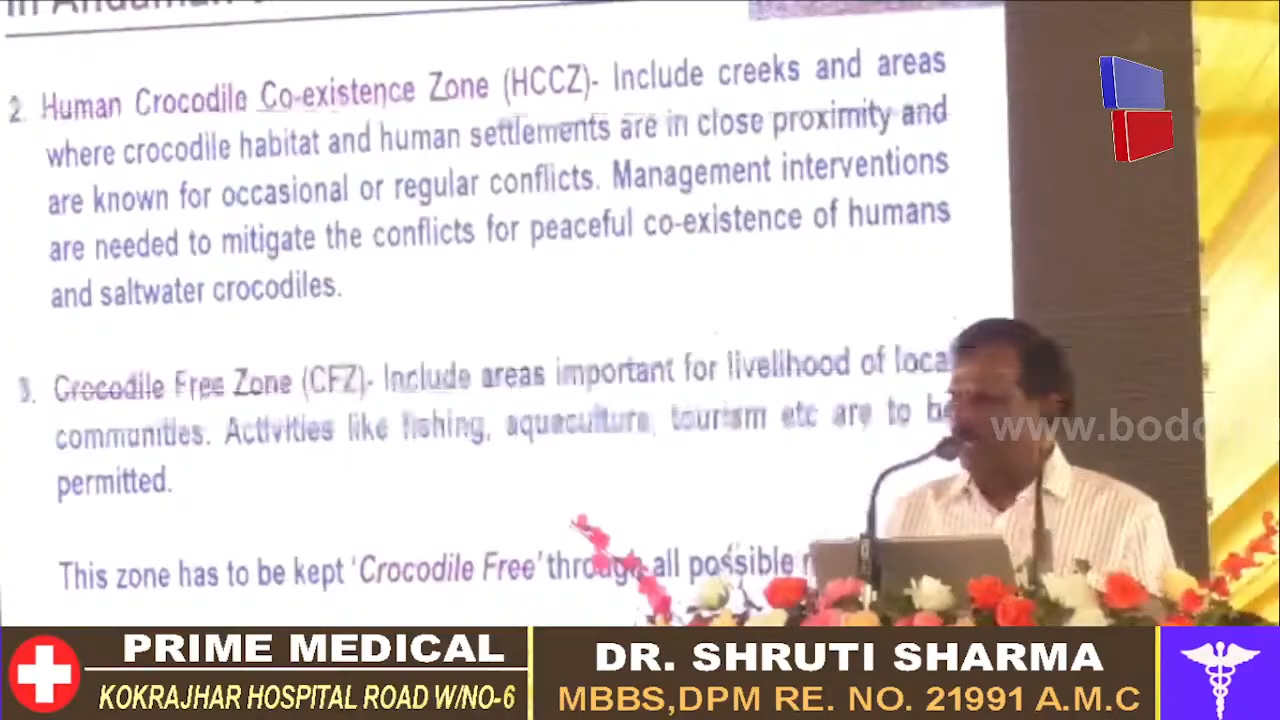 2. Human Crocodile Co-existence Zone (HCCZ)- Include creeks and areas
where crocodile habitat and human settlements are in close proximity and
are known for occasional or regular conflicts. Management interventions
are needed to mitigate the conflicts for peaceful co-existence of humans
and saltwater crocodiles.
3. Crocodile Free Zone (CFZ)- Include areas important for livelihood of local
communities. Activities like fishing, aquaculture, tourism etc are to be
permitted.
This zone has to be kept 'Crocodile Free' through all possible
www.bodo
PRIME MEDICAL
KOKRAJHAR HOSPITAL ROAD W/NO-6
DR. SHRUTI SHARMA
MBBS,DPM RE. NO. 21991 A.M.C